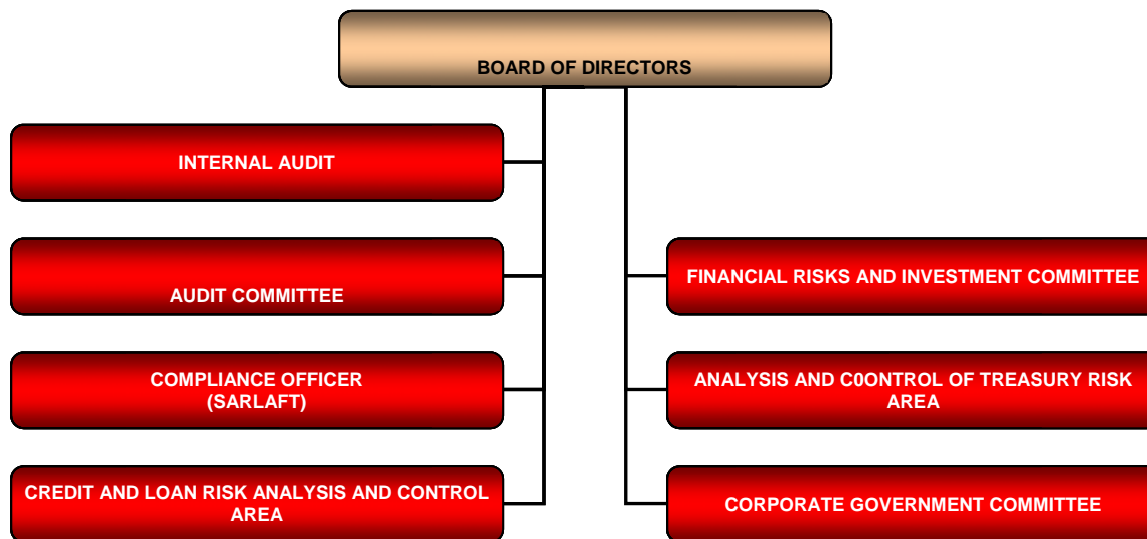 BOARD OF DIRECTORS
INTERNAL AUDIT
AUDIT COMMITTEE
COMPLIANCE OFFICER
(SARLAFT)
CREDIT AND LOAN RISK ANALYSIS AND CONTROL
AREA
FINANCIAL RISKS AND INVESTMENT COMMITTEE
ANALYSIS AND C0ONTROL OF TREASURY RISK
AREA
CORPORATE GOVERNMENT COMMITTEE